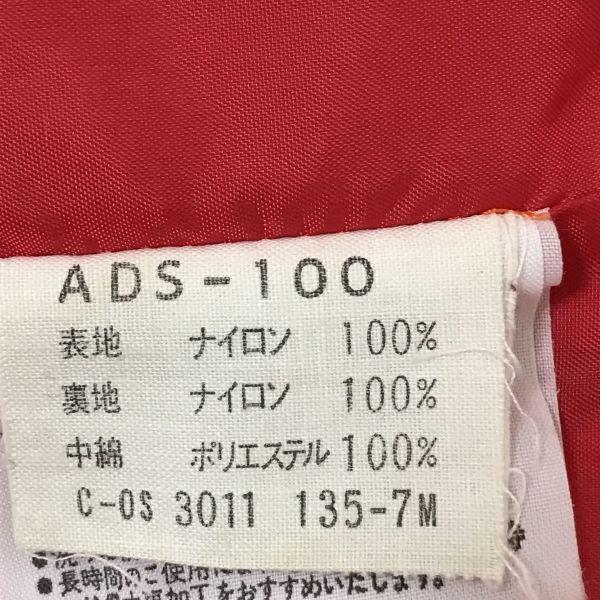 ADS-100
表地 ナイロン 100%
裏地 ナイロン 100%
中綿 ポリエステル 100%
C-OS 3011 135-7M
●長時間のご使用に
加工をおすすめいたします。